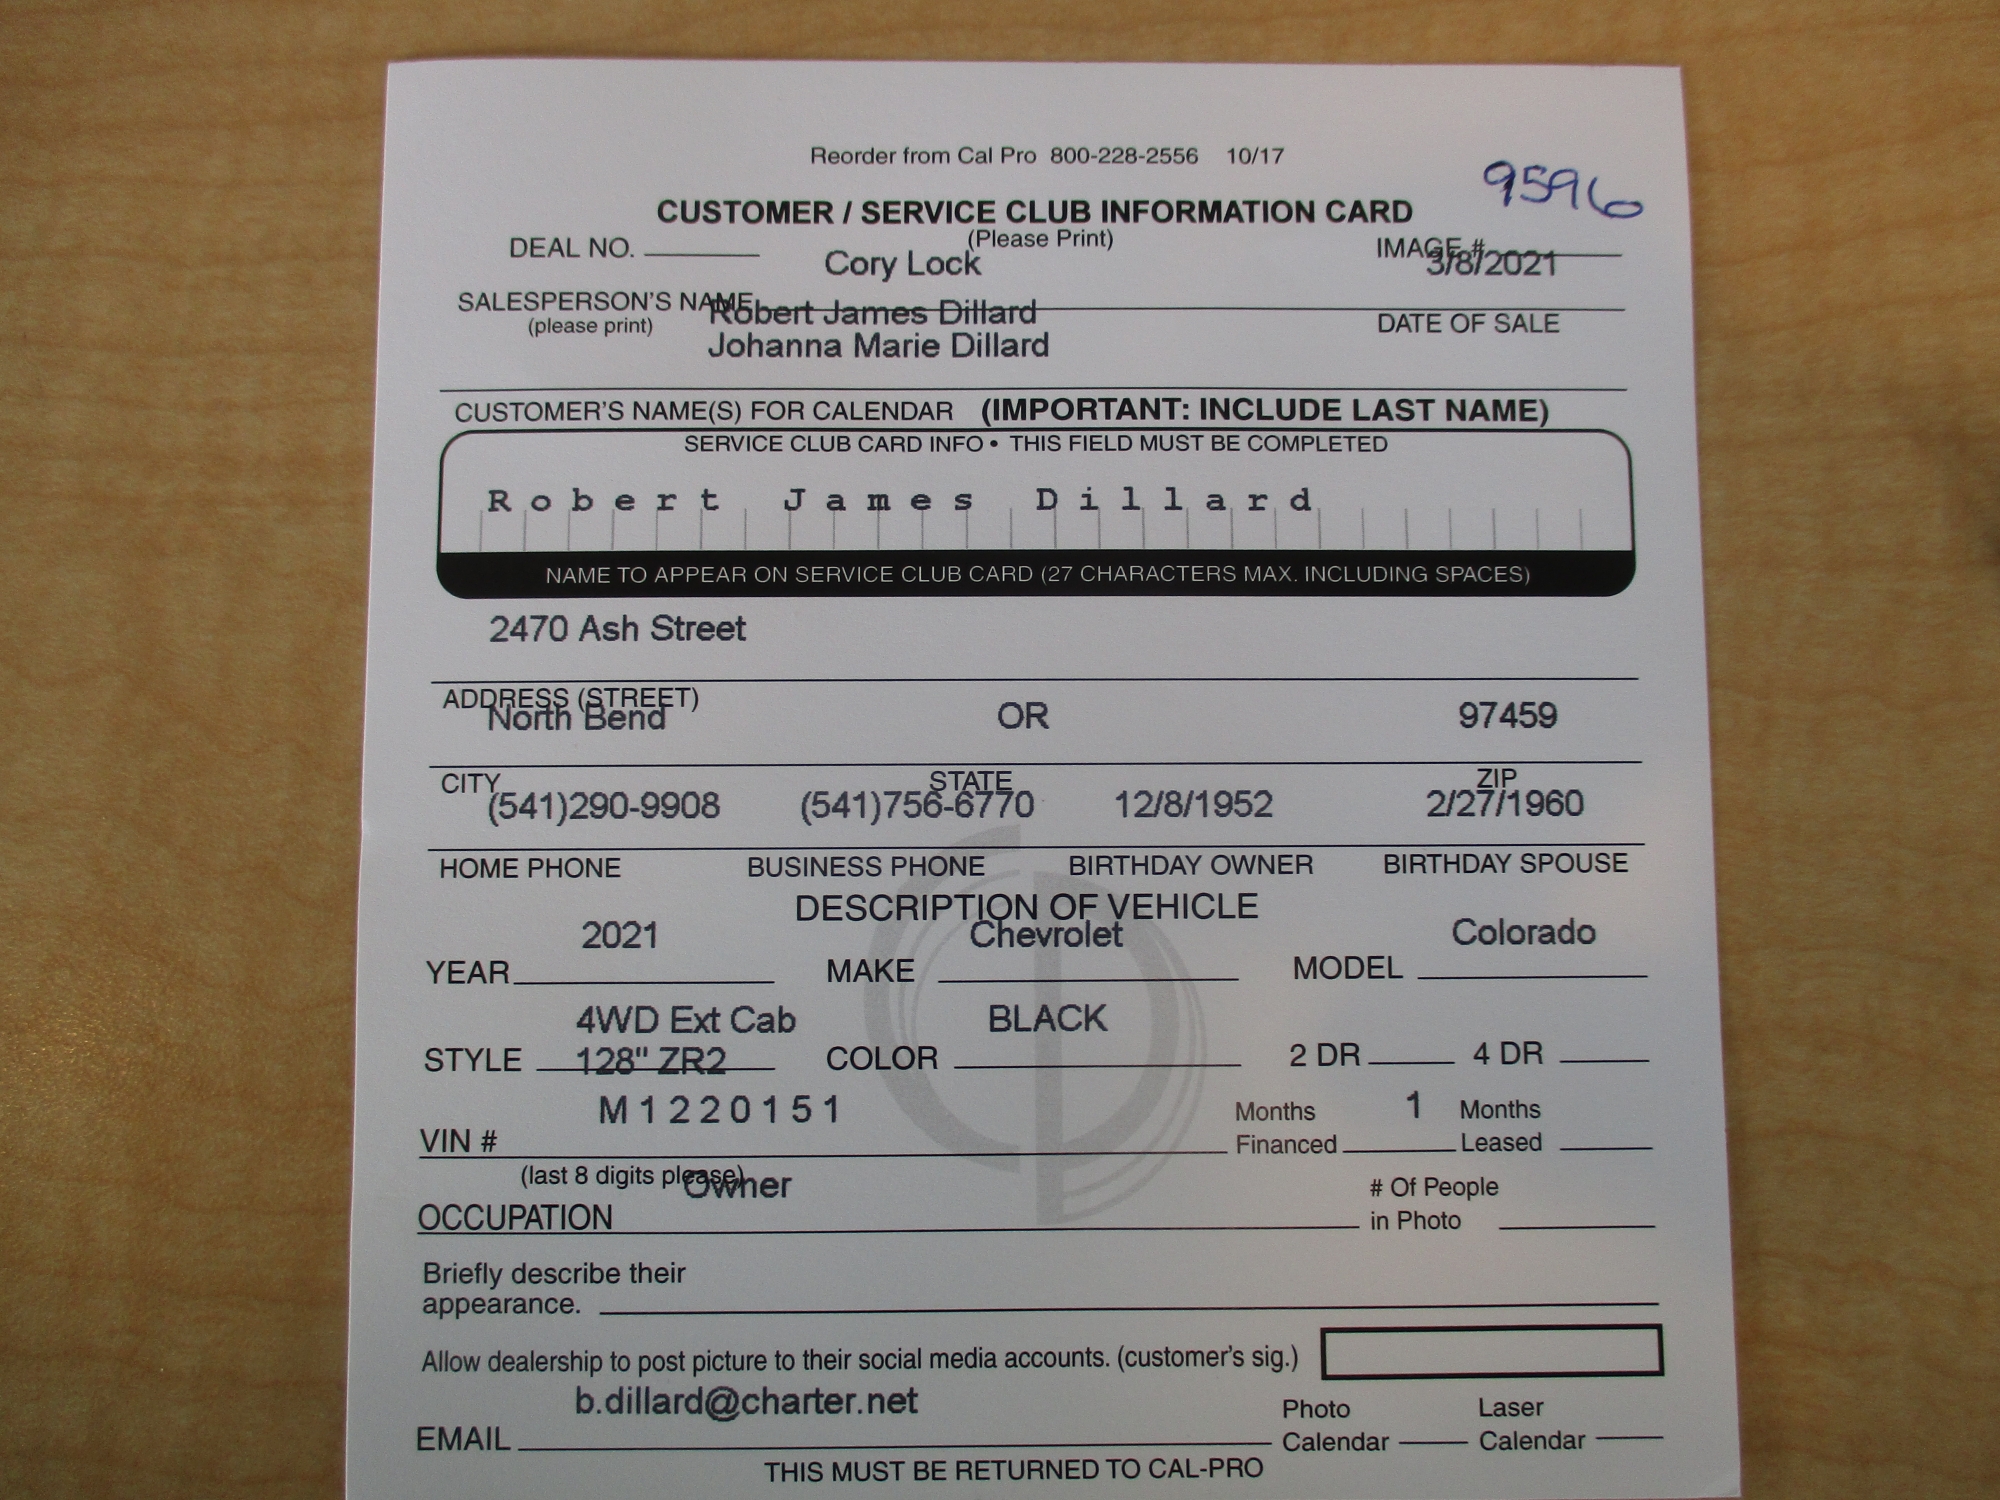 Reorder from Cal Pro 800-228-2556 10/17
9596
CUSTOMER / SERVICE CLUB INFORMATION CARD
(Please Print)
DEAL NO. IMAGE #
Cory Lock 3/8/2021
SALESPERSON'S NAME
(please print) DATE OF SALE
Robert James Dillard
Johanna Marie Dillard
CUSTOMER'S NAME(S) FOR CALENDAR (IMPORTANT: INCLUDE LAST NAME)
SERVICE CLUB CARD INFO • THIS FIELD MUST BE COMPLETED
Robert James Dillard
NAME TO APPEAR ON SERVICE CLUB CARD (27 CHARACTERS MAX. INCLUDING SPACES)
2470 Ash Street
ADDRESS (STREET)
North Bend OR 97459
CITY STATE ZIP
(541)290-9908 (541)756-6770 12/8/1952 2/27/1960
HOME PHONE BUSINESS PHONE BIRTHDAY OWNER BIRTHDAY SPOUSE
DESCRIPTION OF VEHICLE
2021 Chevrolet Colorado
YEAR MAKE MODEL
4WD Ext Cab BLACK
STYLE 128" ZR2 COLOR 2 DR 4 DR
M1220151 Months 1 Months
VIN # Financed Leased
(last 8 digits please)
Owner # Of People
OCCUPATION in Photo
Briefly describe their
appearance.
Allow dealership to post picture to their social media accounts. (customer's sig.)
b.dillard@charter.net Photo Laser
EMAIL Calendar Calendar
THIS MUST BE RETURNED TO CAL-PRO